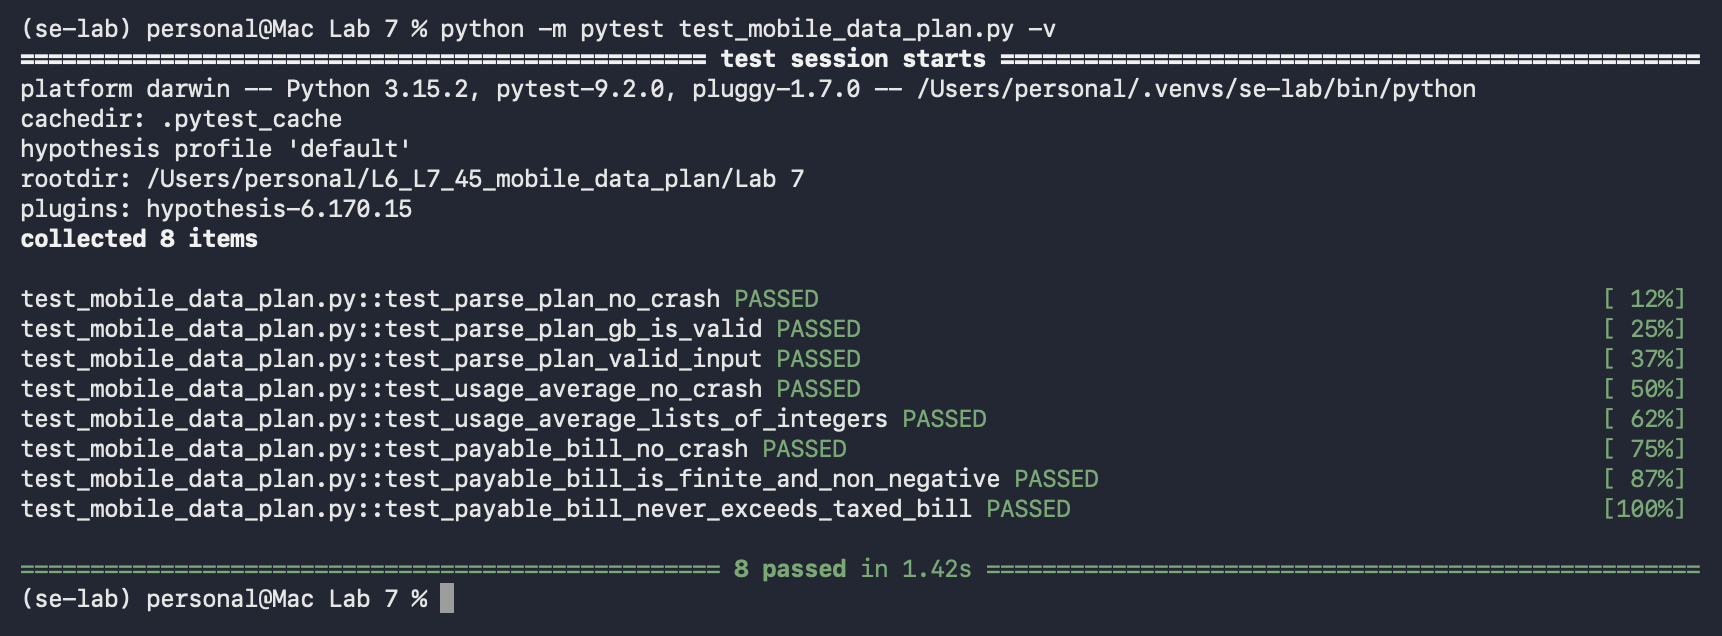 (se-lab) personal@Mac Lab 7 % python -m pytest test_mobile_data_plan.py -v
================================================= test session starts ==================================================
platform darwin -- Python 3.15.2, pytest-9.2.0, pluggy-1.7.0 -- /Users/personal/.venvs/se-lab/bin/python
cachedir: .pytest_cache
hypothesis profile 'default'
rootdir: /Users/personal/L6_L7_45_mobile_data_plan/Lab 7
plugins: hypothesis-6.170.15
collected 8 items
test_mobile_data_plan.py::test_parse_plan_no_crash PASSED [ 12%]
test_mobile_data_plan.py::test_parse_plan_gb_is_valid PASSED [ 25%]
test_mobile_data_plan.py::test_parse_plan_valid_input PASSED [ 37%]
test_mobile_data_plan.py::test_usage_average_no_crash PASSED [ 50%]
test_mobile_data_plan.py::test_usage_average_lists_of_integers PASSED [ 62%]
test_mobile_data_plan.py::test_payable_bill_no_crash PASSED [ 75%]
test_mobile_data_plan.py::test_payable_bill_is_finite_and_non_negative PASSED [ 87%]
test_mobile_data_plan.py::test_payable_bill_never_exceeds_taxed_bill PASSED [100%]
================================================== 8 passed in 1.42s ===================================================
(se-lab) personal@Mac Lab 7 %